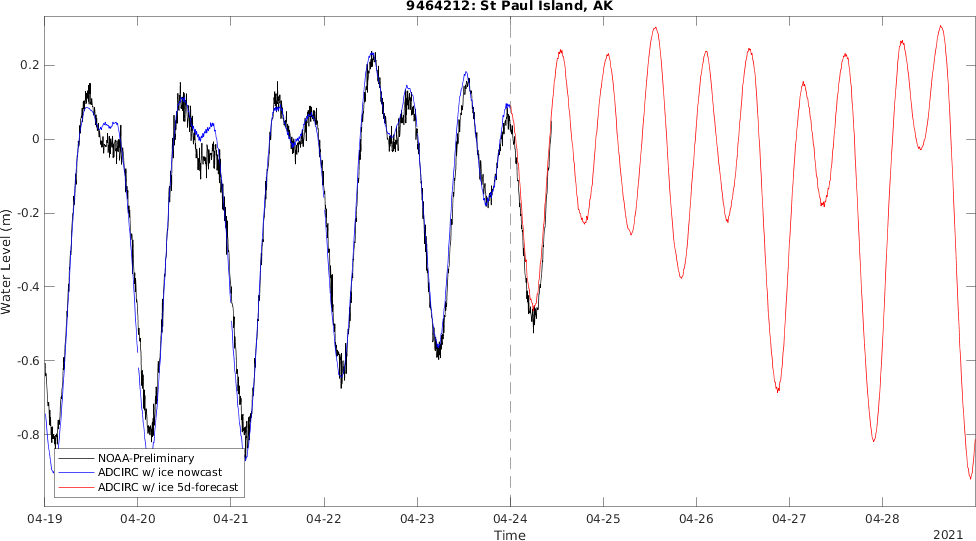 9464212: St Paul Island, AK
Water Level (m)
0.2
0
-0.2
-0.4
-0.6
-0.8
NOAA-Preliminary
ADCIRC w/ ice nowcast
ADCIRC w/ ice 5d-forecast
04-19 04-20 04-21 04-22 04-23 04-24 04-25 04-26 04-27 04-28
Time
2021